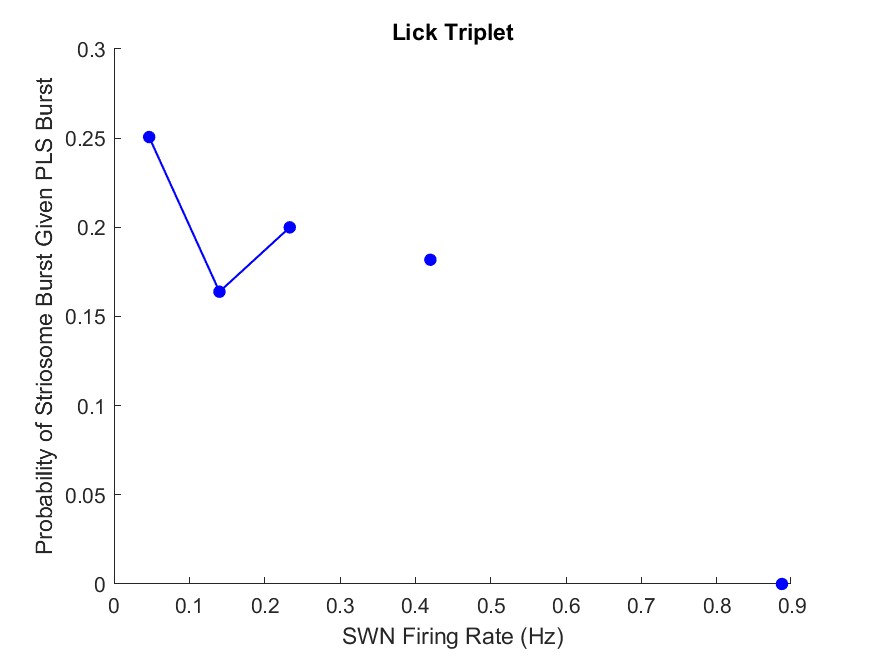 Lick Triplet
Probability of Striosome Burst Given PLS Burst
0.3
0.25
0.2
0.15
0.1
0.05
0
0 0.1 0.2 0.3 0.4 0.5 0.6 0.7 0.8 0.9
SWN Firing Rate (Hz)